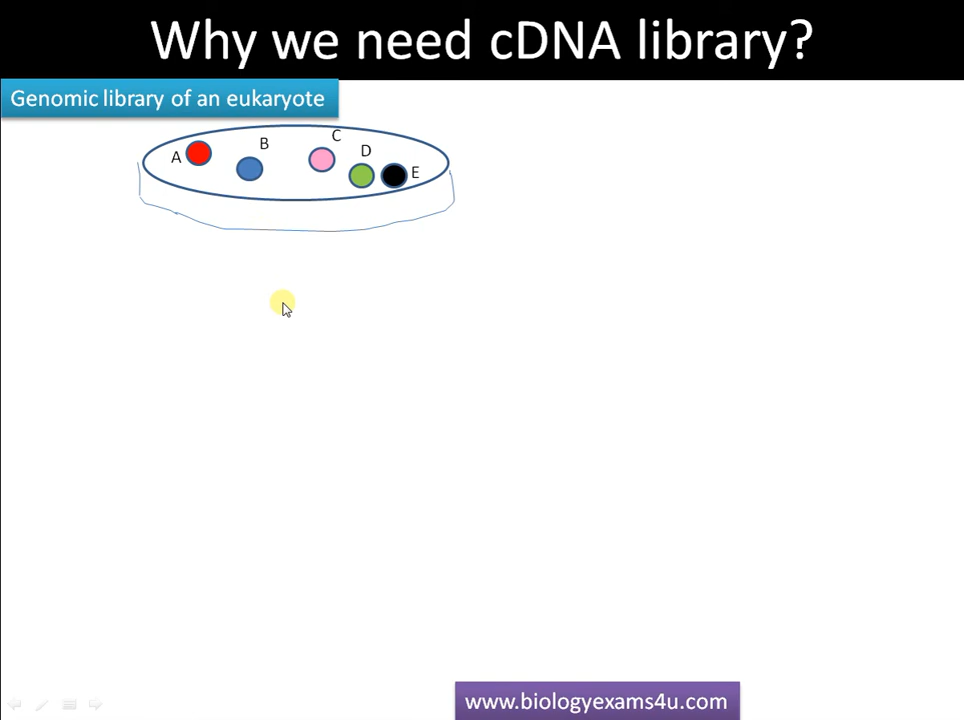 Why we need cDNA library?
Genomic library of an eukaryote
A
B
C
D
E
www.biologyexams4u.com